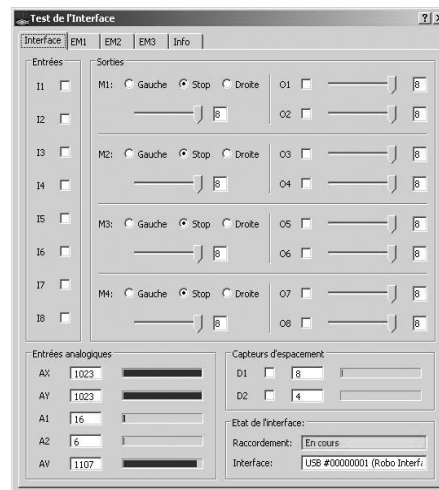 Test de l'Interface
Interface EM1 EM2 EM3 Info
Entrées
I1
I2
I3
I4
I5
I6
I7
I8
Sorties
M1: Gauche Stop Droite
8
O1 8
O2 8
M2: Gauche Stop Droite
8
O3 8
O4 8
M3: Gauche Stop Droite
8
O5 8
O6 8
M4: Gauche Stop Droite
8
O7 8
O8 8
Entrées analogiques
AX 1023
AY 1023
A1 16
A2 6
AV 1107
Capteurs d'espacement
D1 8
D2 4
Etat de l'interface:
Raccordement: En cours
Interface: USB #00000001 (Robo Interfa